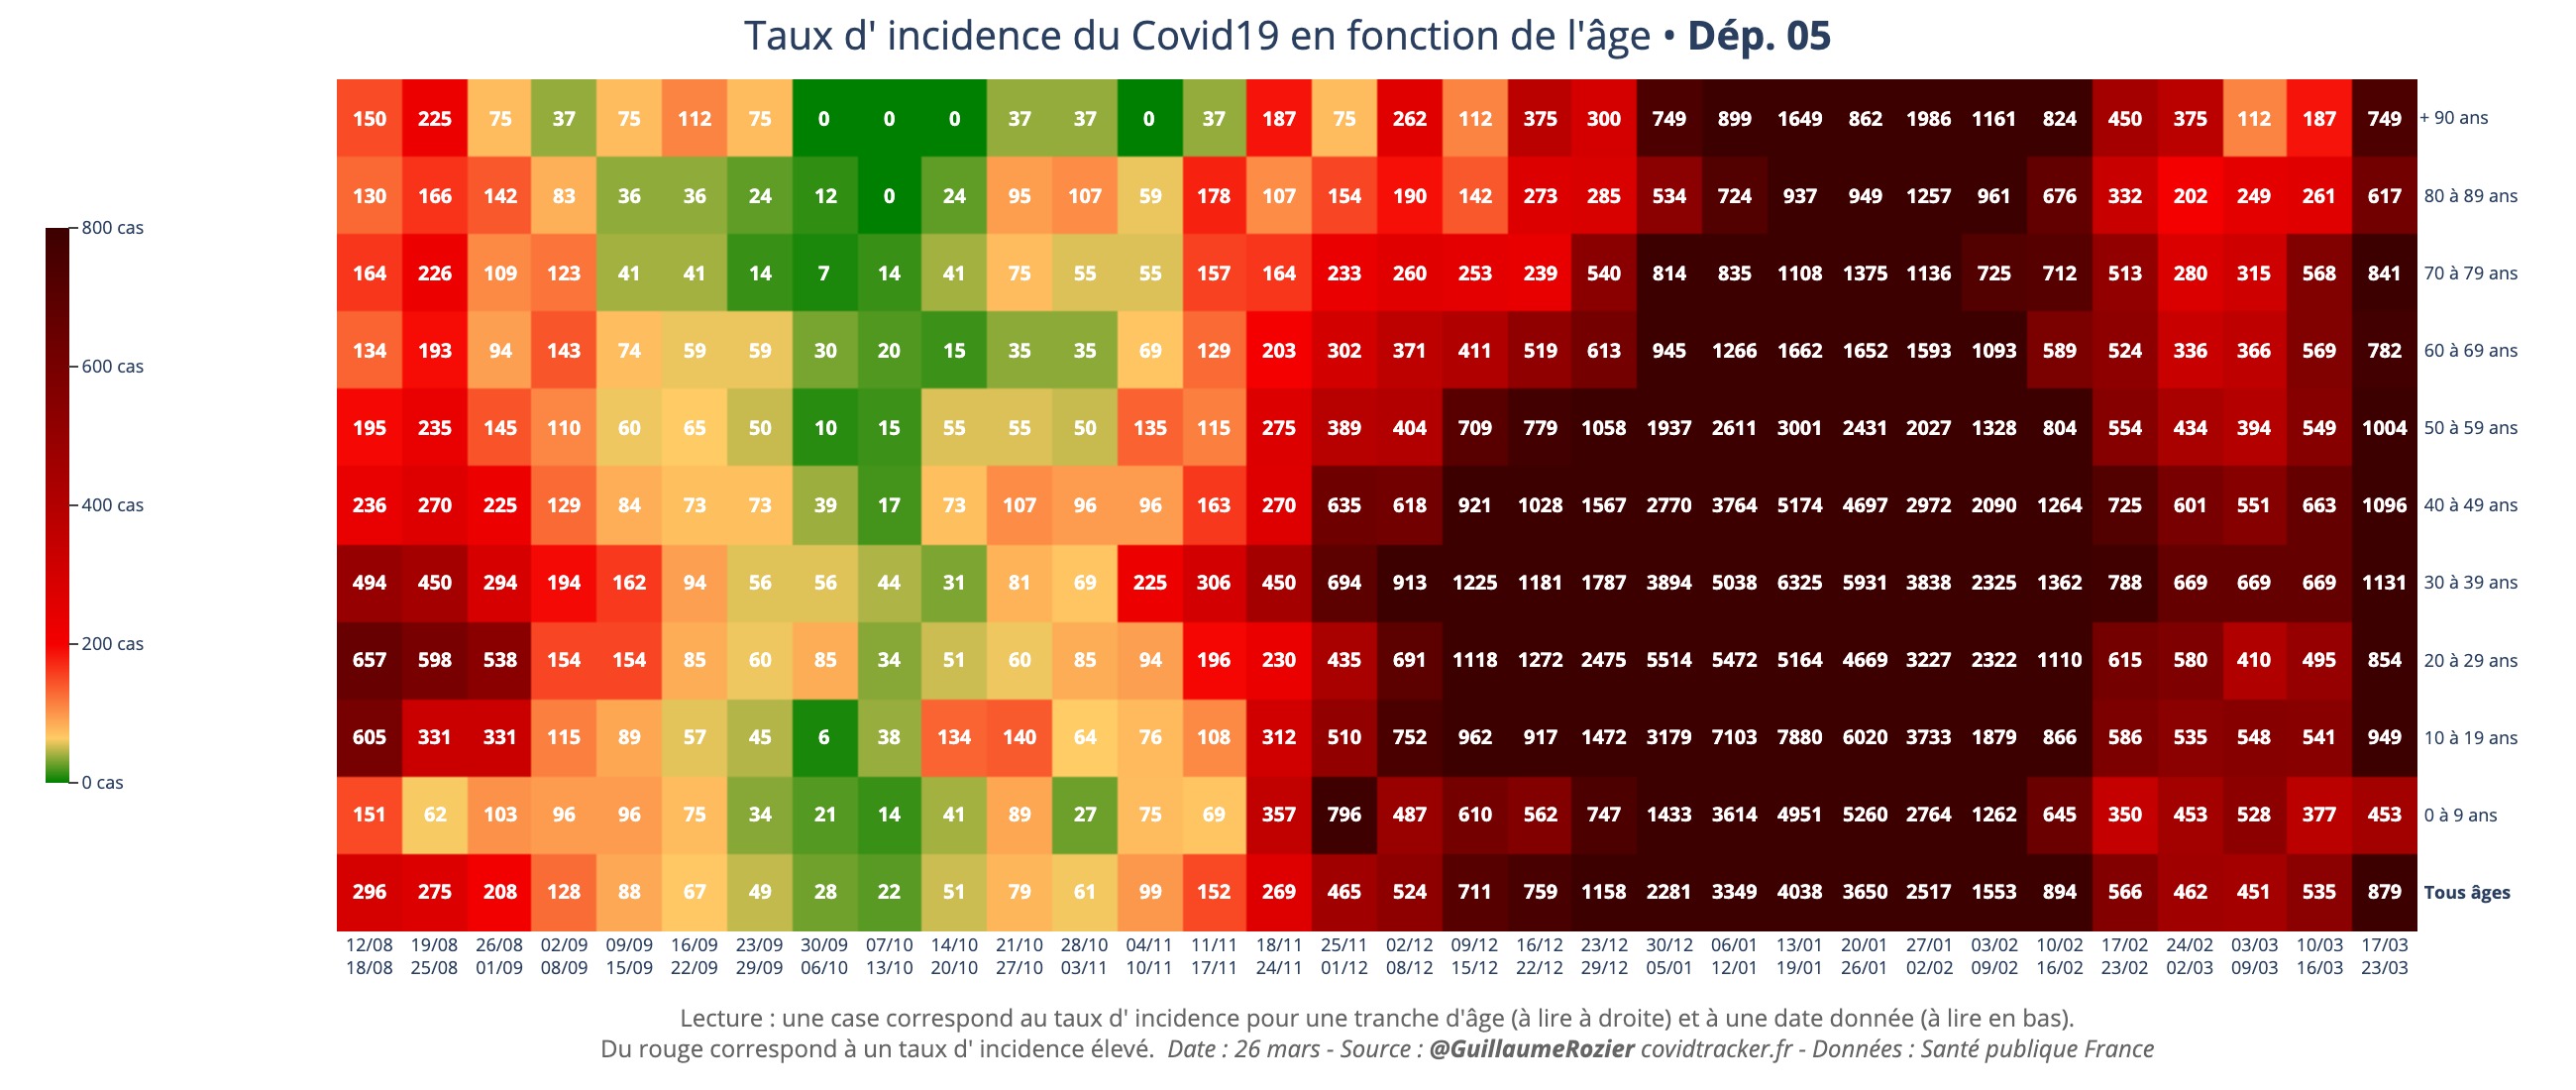 Taux d' incidence du Covid19 en fonction de l'âge • Dép. 05
150 225 75 37 75 112 75 0 0 0 37 37 0 37 187 75 262 112 375 300 749 899 1649 862 1986 1161 824 450 375 112 187 749 + 90 ans
130 166 142 83 36 36 24 12 0 24 95 107 59 178 107 154 190 142 273 285 534 724 937 949 1257 961 676 332 202 249 261 617 80 à 89 ans
800 cas
164 226 109 123 41 41 14 7 14 41 75 55 55 157 164 233 260 253 239 540 814 835 1108 1375 1136 725 712 513 280 315 568 841 70 à 79 ans
134 193 94 143 74 59 59 30 20 15 35 35 69 129 203 302 371 411 519 613 945 1266 1662 1652 1593 1093 589 524 336 366 569 782 60 à 69 ans
600 cas
195 235 145 110 60 65 50 10 15 55 55 50 135 115 275 389 404 709 779 1058 1937 2611 3001 2431 2027 1328 804 554 434 394 549 1004 50 à 59 ans
400 cas
236 270 225 129 84 73 73 39 17 73 107 96 96 163 270 635 618 921 1028 1567 2770 3764 5174 4697 2972 2090 1264 725 601 551 663 1096 40 à 49 ans
494 450 294 194 162 94 56 56 44 31 81 69 225 306 450 694 913 1225 1181 1787 3894 5038 6325 5931 3838 2325 1362 788 669 669 669 1131 30 à 39 ans
200 cas
657 598 538 154 154 85 60 85 34 51 60 85 94 196 230 435 691 1118 1272 2475 5514 5472 5164 4669 3227 2322 1110 615 580 410 495 854 20 à 29 ans
605 331 331 115 89 57 45 6 38 134 140 64 76 108 312 510 752 962 917 1472 3179 7103 7880 6020 3733 1879 866 586 535 548 541 949 10 à 19 ans
0 cas
151 62 103 96 96 75 34 21 14 41 89 27 75 69 357 796 487 610 562 747 1433 3614 4951 5260 2764 1262 645 350 453 528 377 453 0 à 9 ans
296 275 208 128 88 67 49 28 22 51 79 61 99 152 269 465 524 711 759 1158 2281 3349 4038 3650 2517 1553 894 566 462 451 535 879 Tous âges
12/08 19/08 26/08 02/09 09/09 16/09 23/09 30/09 07/10 14/10 21/10 28/10 04/11 11/11 18/11 25/11 02/12 09/12 16/12 23/12 30/12 06/01 13/01 20/01 27/01 03/02 10/02 17/02 24/02 03/03 10/03 17/03
18/08 25/08 01/09 08/09 15/09 22/09 29/09 06/10 13/10 20/10 27/10 03/11 10/11 17/11 24/11 01/12 08/12 15/12 22/12 29/12 05/01 12/01 19/01 26/01 02/02 09/02 16/02 23/02 02/03 09/03 16/03 23/03
Lecture : une case correspond au taux d' incidence pour une tranche d'âge (à lire à droite) et à une date donnée (à lire en bas).
Du rouge correspond à un taux d' incidence élevé. Date : 26 mars - Source : @GuillaumeRozier covidtracker.fr - Données : Santé publique France